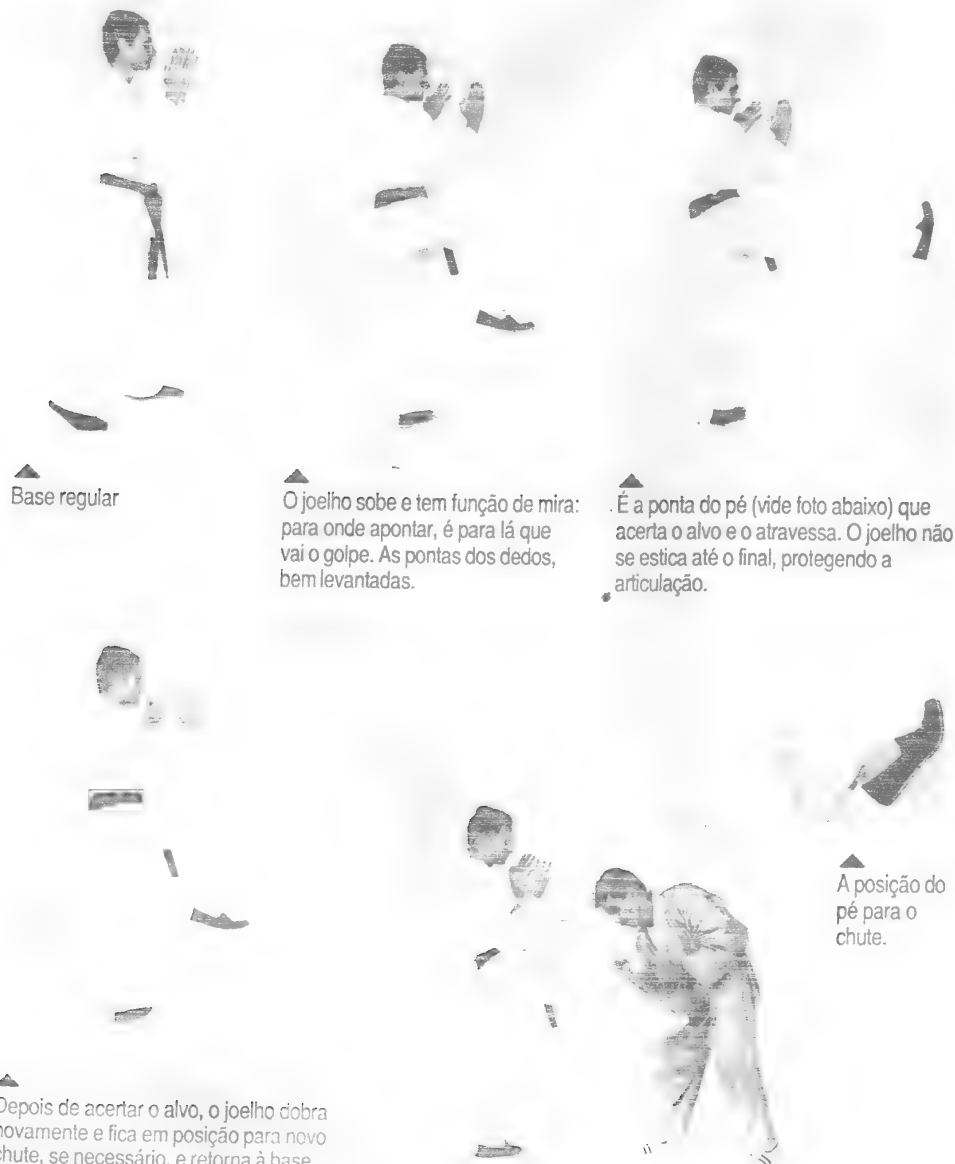 Base regular
O joelho sobe e tem função de mira:
para onde apontar, é para lá que
vai o golpe. As pontas dos dedos,
bem levantadas.
É a ponta do pé (vide foto abaixo) que
acerta o alvo e o atravessa. O joelho não
se estica até o final, protegendo a
articulação.
A posição do
pé para o
chute.
Depois de acertar o alvo, o joelho dobra
novamente e fica em posição para novo
chute, se necessário, e retorna à base